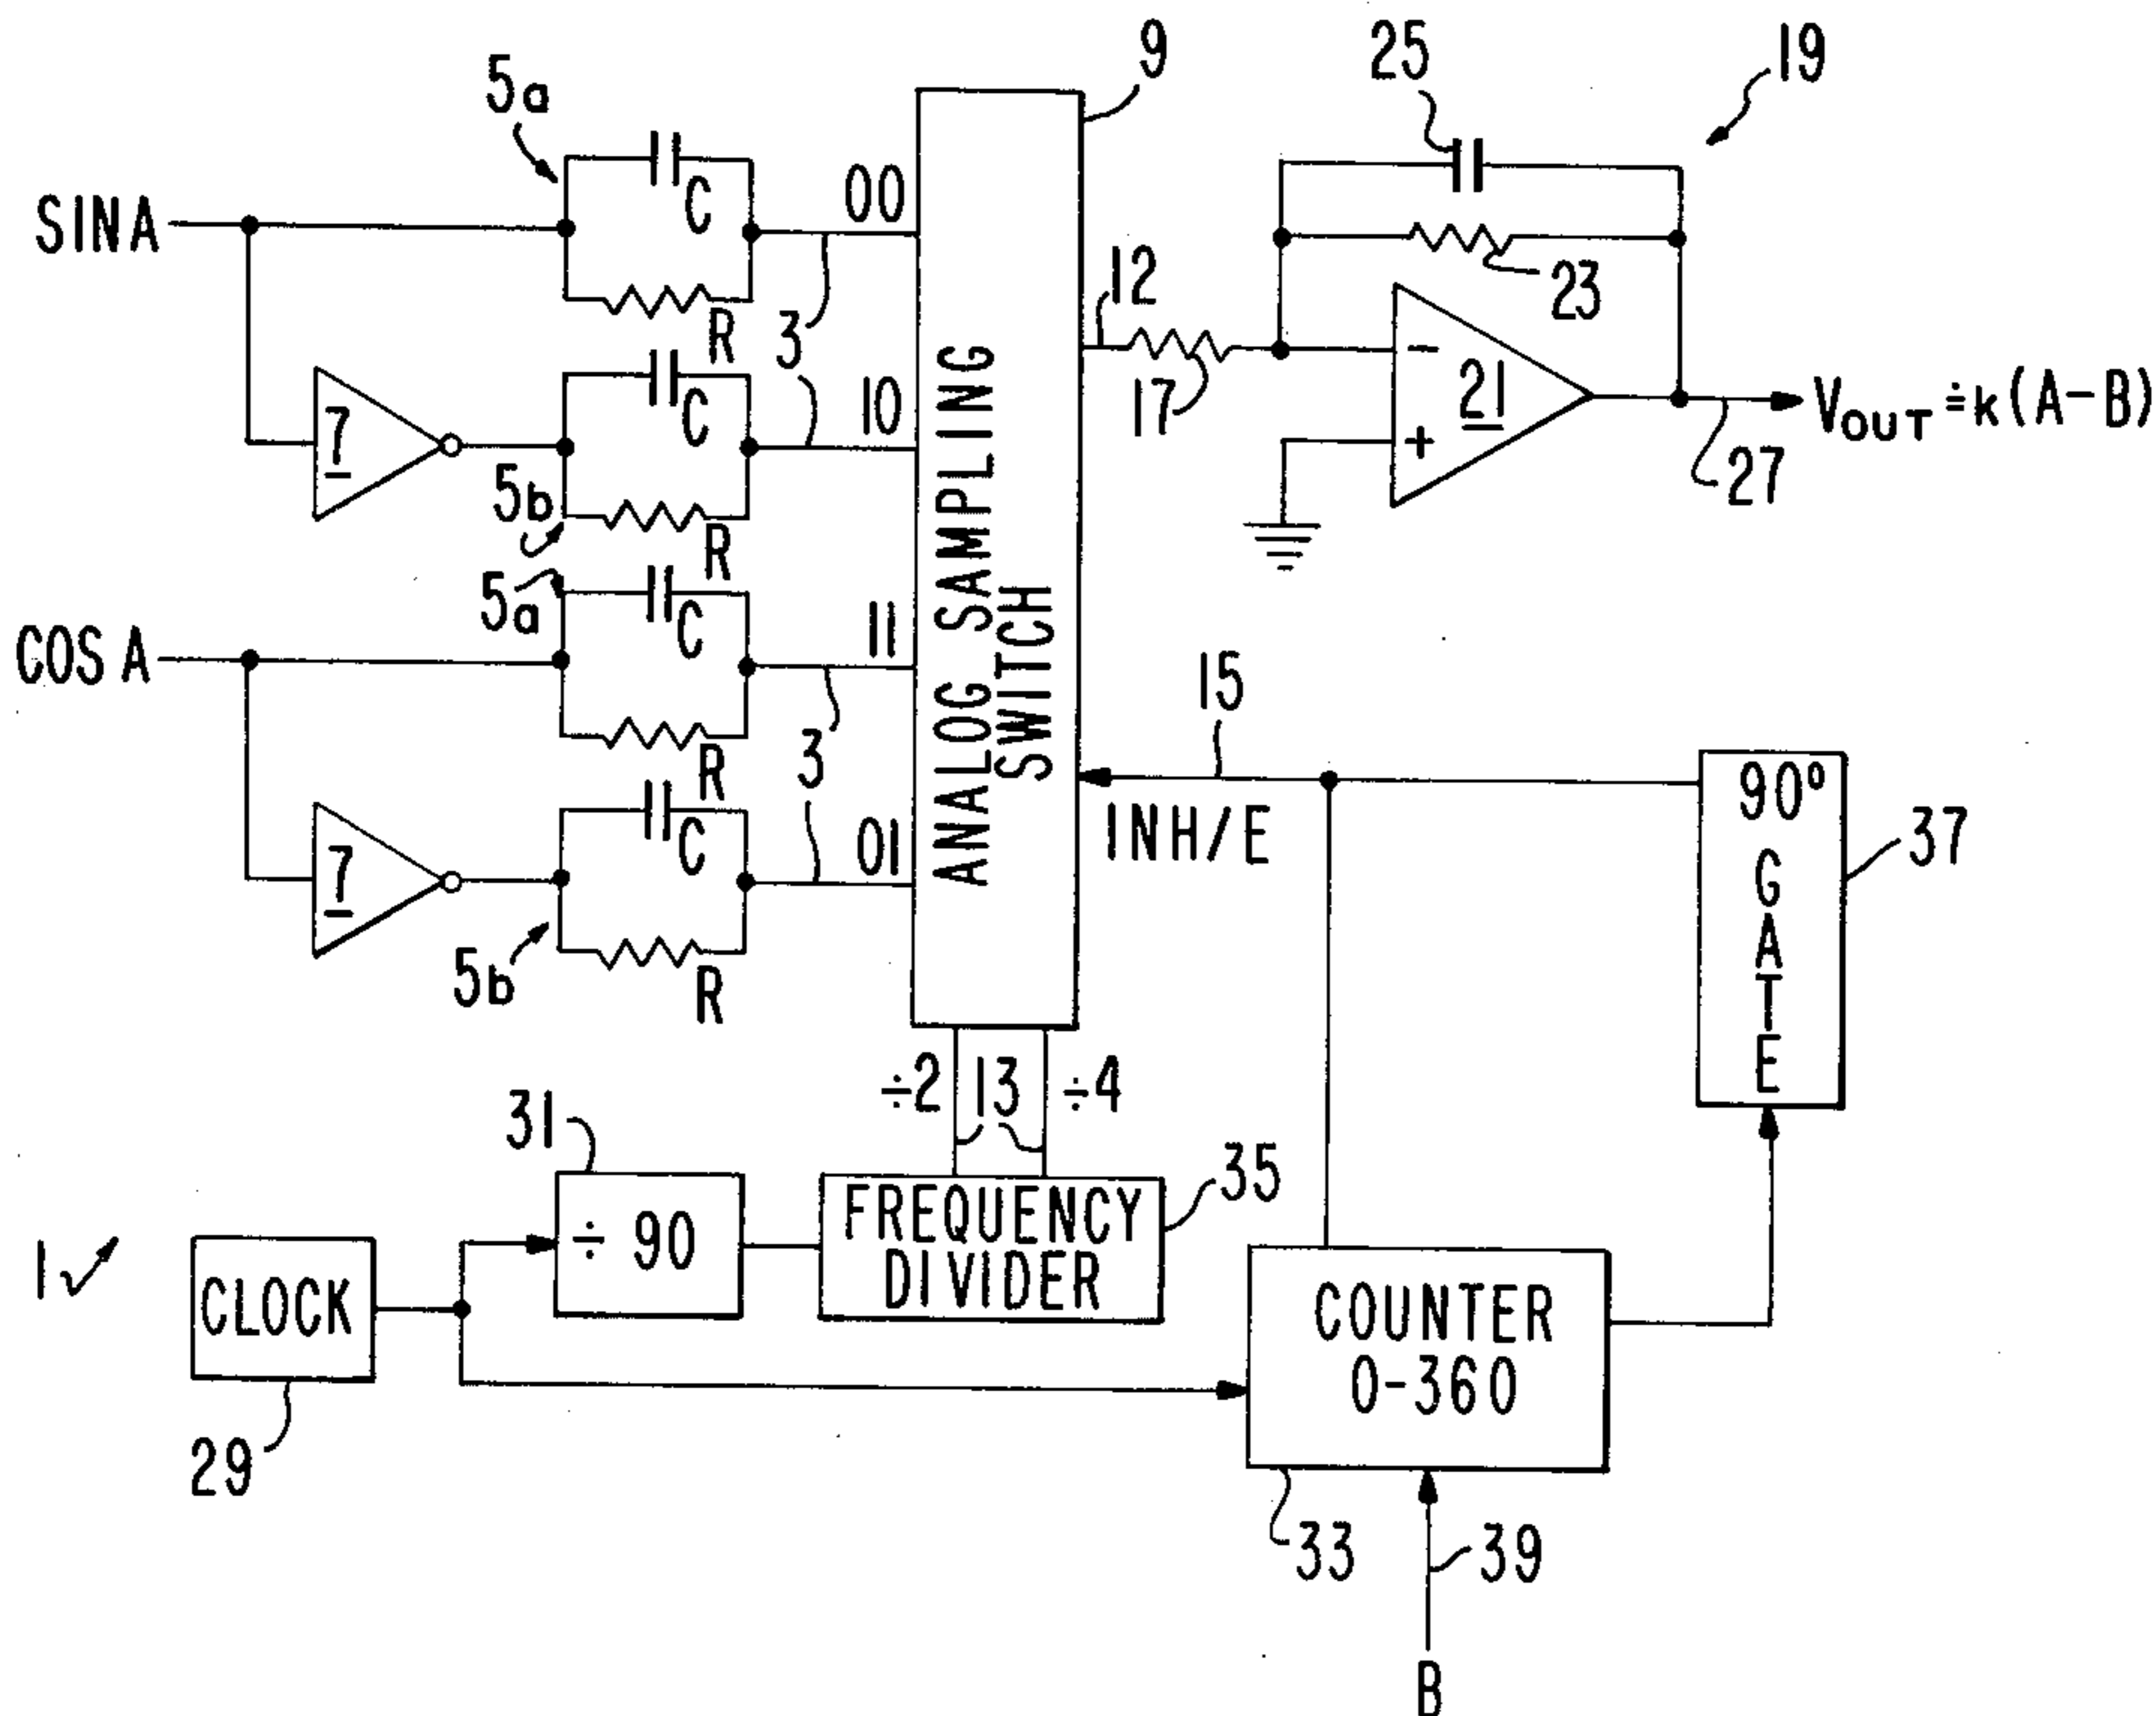 5a
9
25
19
SIN A
C
00
R
3
12
23
7
C
10
17
-
21
+
VOUT ≑ k(A-B)
27
5b
R
5a
COS A
C
11
R
3
15
ANALOG SAMPLING
SWITCH
INH/E
90°
GATE
37
7
C
01
5b
R
÷2
13
÷4
31
÷ 90
FREQUENCY
DIVIDER
35
1
CLOCK
29
COUNTER
0-360
33
39
B